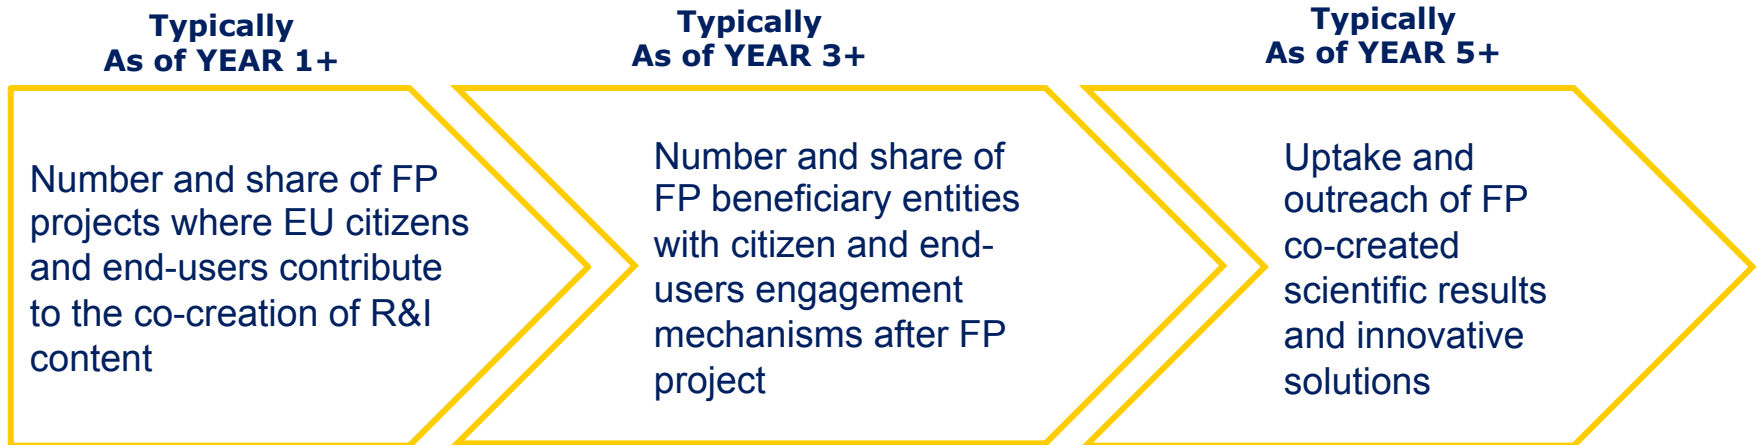 Typically
As of YEAR 1+
Number and share of FP
projects where EU citizens
and end-users contribute
to the co-creation of R&I
content
Typically
As of YEAR 3+
Number and share of
FP beneficiary entities
with citizen and end-
users engagement
mechanisms after FP
project
Typically
As of YEAR 5+
Uptake and
outreach of FP
co-created
scientific results
and innovative
solutions